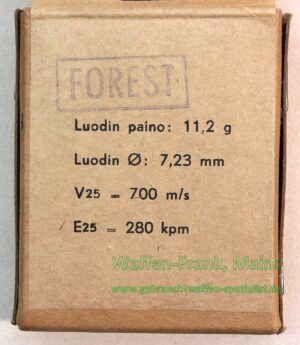 FOREST
Luodin paino: 11,2 g
Luodin Ø: 7,23 mm
V25 = 700 m/s
E25 = 280 kpm
Waffen-Frank, Mainz
www.gebrauchtwaffen-spezialist.de